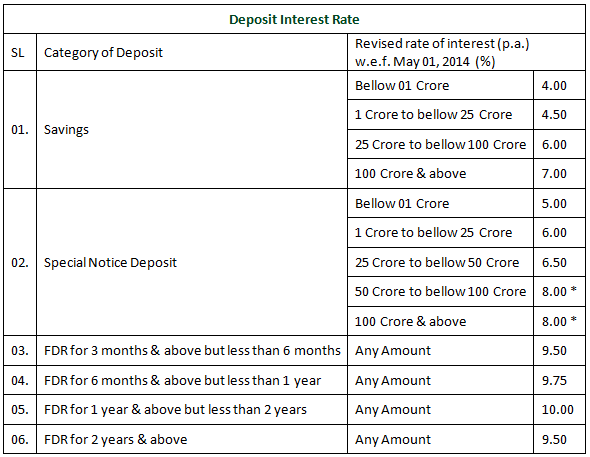 Deposit Interest Rate
SL Category of Deposit Revised rate of interest (p.a.)
w.e.f. May 01, 2014 (%)
01. Savings
Bellow 01 Crore 4.00
1 Crore to bellow 25 Crore 4.50
25 Crore to bellow 100 Crore 6.00
100 Crore & above 7.00
02. Special Notice Deposit
Bellow 01 Crore 5.00
1 Crore to bellow 25 Crore 6.00
25 Crore to bellow 50 Crore 6.50
50 Crore to bellow 100 Crore 8.00 *
100 Crore & above 8.00 *
03. FDR for 3 months & above but less than 6 months Any Amount 9.50
04. FDR for 6 months & above but less than 1 year Any Amount 9.75
05. FDR for 1 year & above but less than 2 years Any Amount 10.00
06. FDR for 2 years & above Any Amount 9.50